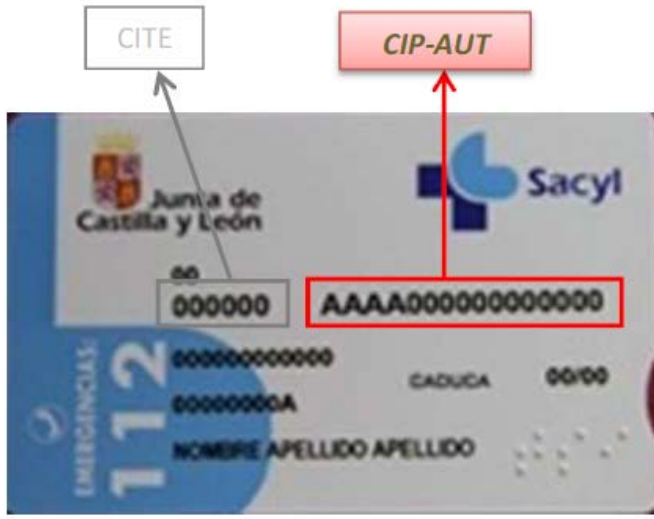 CITE
CIP-AUT
Junta de
Castilla y León
Sacyl
00
000000 AAAA000000000000
000000000000
CADUCA 00/00
00000000A
NOMBRE APELLIDO APELLIDO
EMERGENCIAS:
112